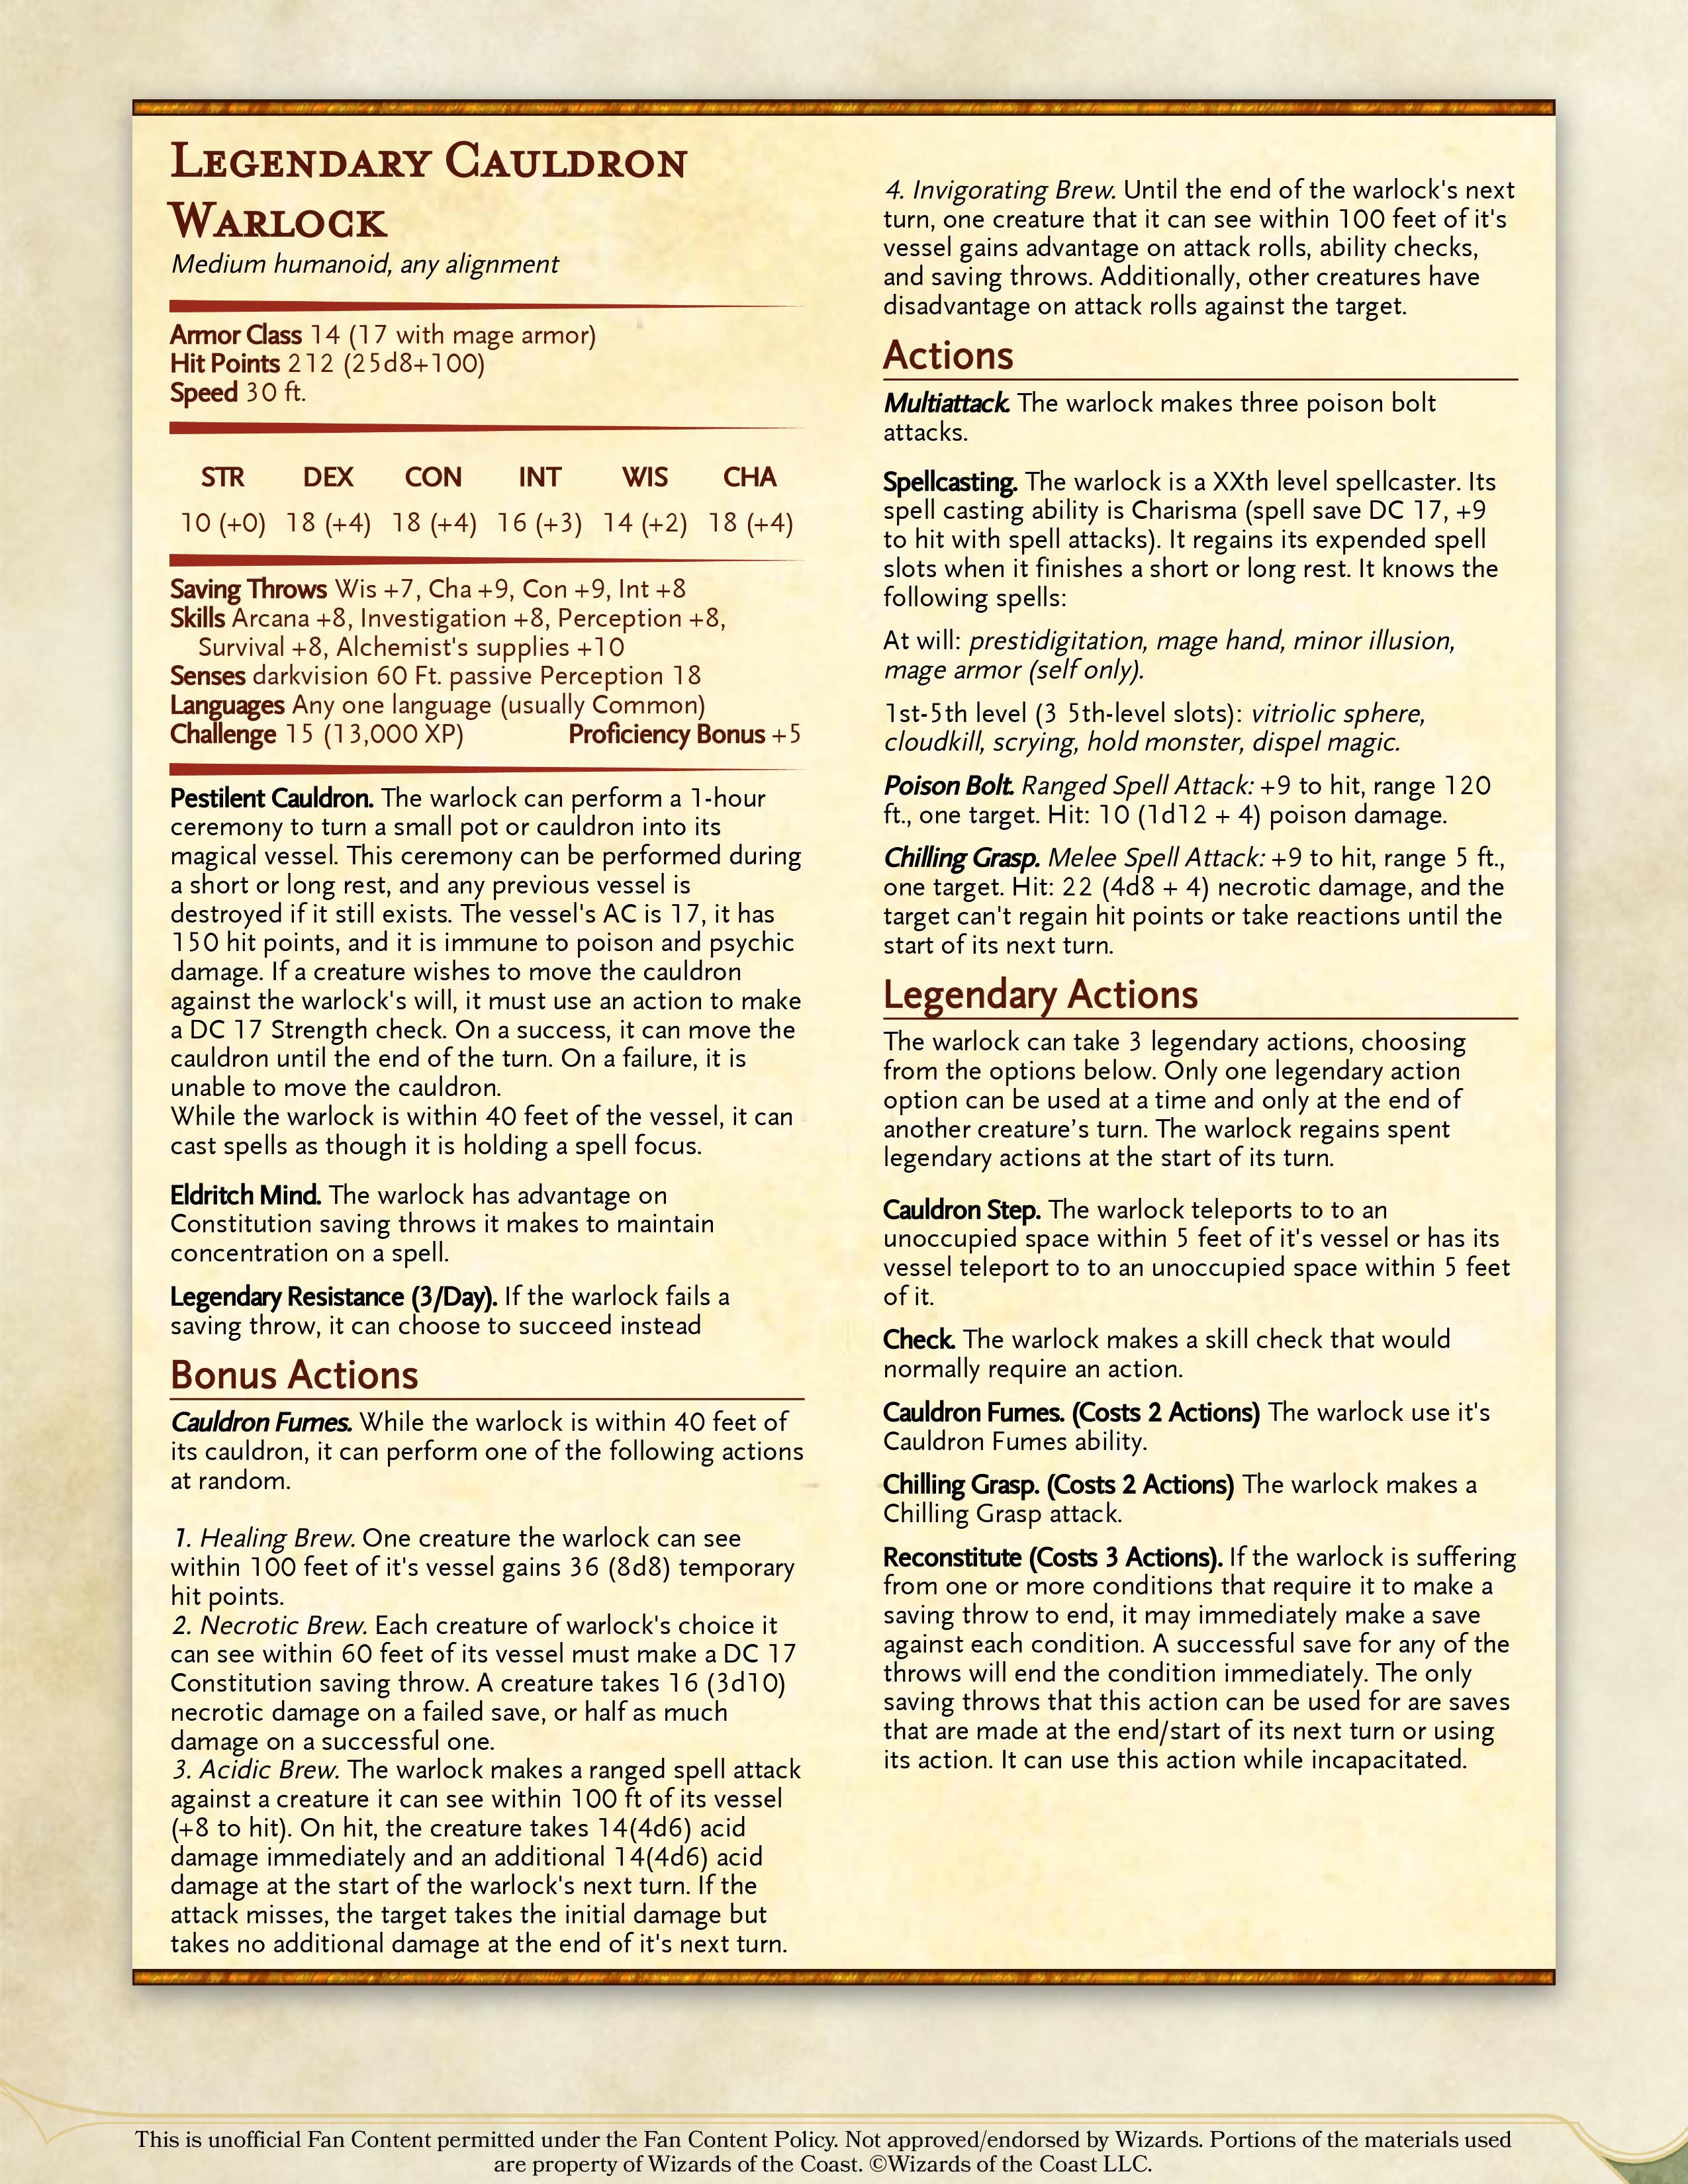 Legendary Cauldron
Warlock
Medium humanoid, any alignment
Armor Class 14 (17 with mage armor)
Hit Points 212 (25d8+100)
Speed 30 ft.
STR DEX CON INT WIS CHA
10 (+0) 18 (+4) 18 (+4) 16 (+3) 14 (+2) 18 (+4)
Saving Throws Wis +7, Cha +9, Con +9, Int +8
Skills Arcana +8, Investigation +8, Perception +8,
Survival +8, Alchemist's supplies +10
Senses darkvision 60 Ft. passive Perception 18
Languages Any one language (usually Common)
Challenge 15 (13,000 XP) Proficiency Bonus +5
Pestilent Cauldron. The warlock can perform a 1-hour
ceremony to turn a small pot or cauldron into its
magical vessel. This ceremony can be performed during
a short or long rest, and any previous vessel is
destroyed if it still exists. The vessel's AC is 17, it has
150 hit points, and it is immune to poison and psychic
damage. If a creature wishes to move the cauldron
against the warlock's will, it must use an action to make
a DC 17 Strength check. On a success, it can move the
cauldron until the end of the turn. On a failure, it is
unable to move the cauldron.
While the warlock is within 40 feet of the vessel, it can
cast spells as though it is holding a spell focus.
Eldritch Mind. The warlock has advantage on
Constitution saving throws it makes to maintain
concentration on a spell.
Legendary Resistance (3/Day). If the warlock fails a
saving throw, it can choose to succeed instead
Bonus Actions
Cauldron Fumes. While the warlock is within 40 feet of
its cauldron, it can perform one of the following actions
at random.
1. Healing Brew. One creature the warlock can see
within 100 feet of it's vessel gains 36 (8d8) temporary
hit points.
2. Necrotic Brew. Each creature of warlock's choice it
can see within 60 feet of its vessel must make a DC 17
Constitution saving throw. A creature takes 16 (3d10)
necrotic damage on a failed save, or half as much
damage on a successful one.
3. Acidic Brew. The warlock makes a ranged spell attack
against a creature it can see within 100 ft of its vessel
(+8 to hit). On hit, the creature takes 14(4d6) acid
damage immediately and an additional 14(4d6) acid
damage at the start of the warlock's next turn. If the
attack misses, the target takes the initial damage but
takes no additional damage at the end of it's next turn.
4. Invigorating Brew. Until the end of the warlock's next
turn, one creature that it can see within 100 feet of it's
vessel gains advantage on attack rolls, ability checks,
and saving throws. Additionally, other creatures have
disadvantage on attack rolls against the target.
Actions
Multiattack. The warlock makes three poison bolt
attacks.
Spellcasting. The warlock is a XXth level spellcaster. Its
spell casting ability is Charisma (spell save DC 17, +9
to hit with spell attacks). It regains its expended spell
slots when it finishes a short or long rest. It knows the
following spells:
At will: prestidigitation, mage hand, minor illusion,
mage armor (self only).
1st-5th level (3 5th-level slots): vitriolic sphere,
cloudkill, scrying, hold monster, dispel magic.
Poison Bolt. Ranged Spell Attack: +9 to hit, range 120
ft., one target. Hit: 10 (1d12 + 4) poison damage.
Chilling Grasp. Melee Spell Attack: +9 to hit, range 5 ft.,
one target. Hit: 22 (4d8 + 4) necrotic damage, and the
target can't regain hit points or take reactions until the
start of its next turn.
Legendary Actions
The warlock can take 3 legendary actions, choosing
from the options below. Only one legendary action
option can be used at a time and only at the end of
another creature’s turn. The warlock regains spent
legendary actions at the start of its turn.
Cauldron Step. The warlock teleports to to an
unoccupied space within 5 feet of it's vessel or has its
vessel teleport to to an unoccupied space within 5 feet
of it.
Check. The warlock makes a skill check that would
normally require an action.
Cauldron Fumes. (Costs 2 Actions) The warlock use it's
Cauldron Fumes ability.
Chilling Grasp. (Costs 2 Actions) The warlock makes a
Chilling Grasp attack.
Reconstitute (Costs 3 Actions). If the warlock is suffering
from one or more conditions that require it to make a
saving throw to end, it may immediately make a save
against each condition. A successful save for any of the
throws will end the condition immediately. The only
saving throws that this action can be used for are saves
that are made at the end/start of its next turn or using
its action. It can use this action while incapacitated.
This is unofficial Fan Content permitted under the Fan Content Policy. Not approved/endorsed by Wizards. Portions of the materials used
are property of Wizards of the Coast. ©Wizards of the Coast LLC.